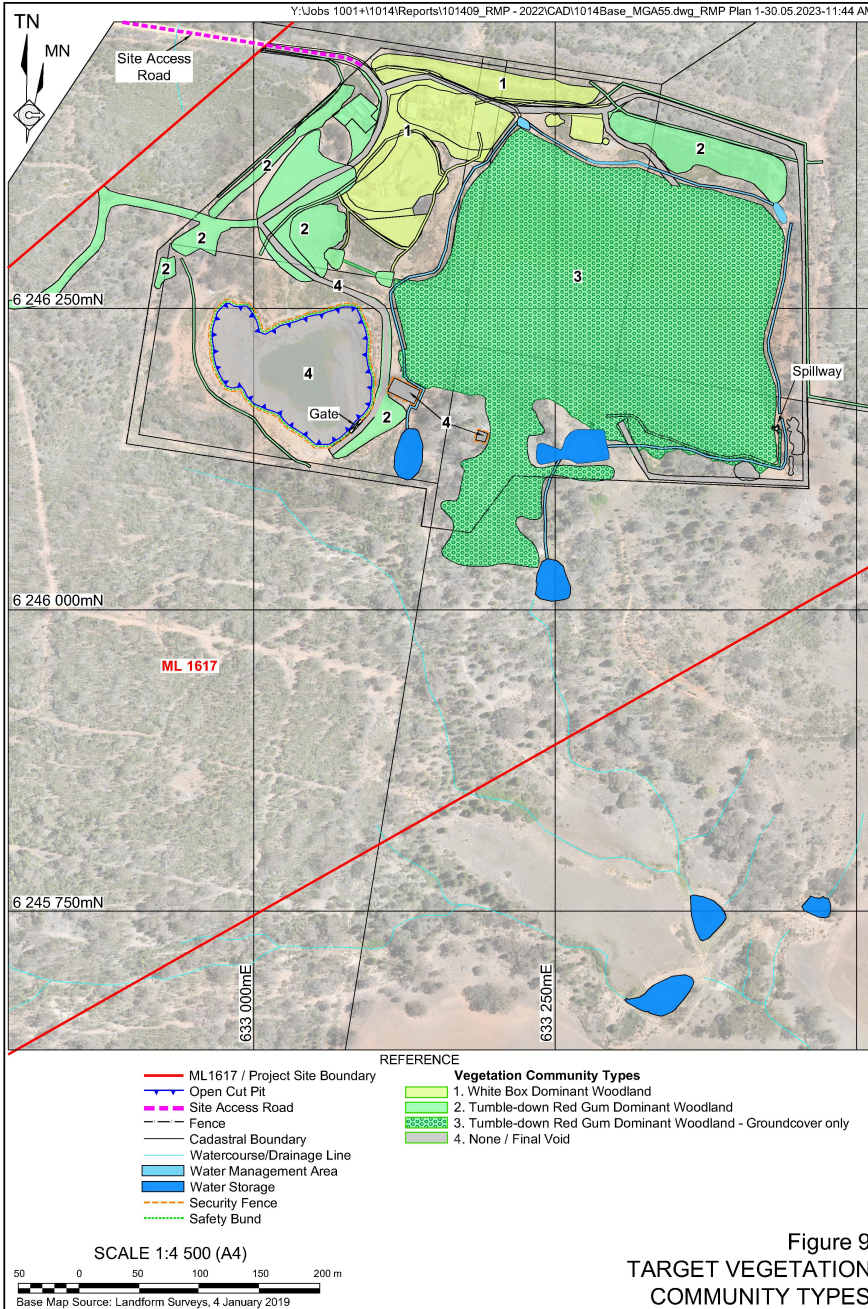 Y:\Jobs 1001+\1014\Reports\101409_RMP - 2022\CAD\1014Base_MGA55.dwg_RMP Plan 1-30.05.2023-11:44 AM
TN
MN
Site Access
Road
1
1
2
2
2
2
2
3
4
6 246 250mN
4
Spillway
Gate
2
4
6 246 000mN
ML 1617
6 245 750mN
633 000mE
633 250mE
REFERENCE
ML1617 / Project Site Boundary
Open Cut Pit
Site Access Road
Fence
Cadastral Boundary
Watercourse/Drainage Line
Water Management Area
Water Storage
Security Fence
Safety Bund
Vegetation Community Types
1. White Box Dominant Woodland
2. Tumble-down Red Gum Dominant Woodland
3. Tumble-down Red Gum Dominant Woodland - Groundcover only
4. None / Final Void
SCALE 1:4 500 (A4)
50 0 50 100 150 200 m
Base Map Source: Landform Surveys, 4 January 2019
Figure 9
TARGET VEGETATION
COMMUNITY TYPES